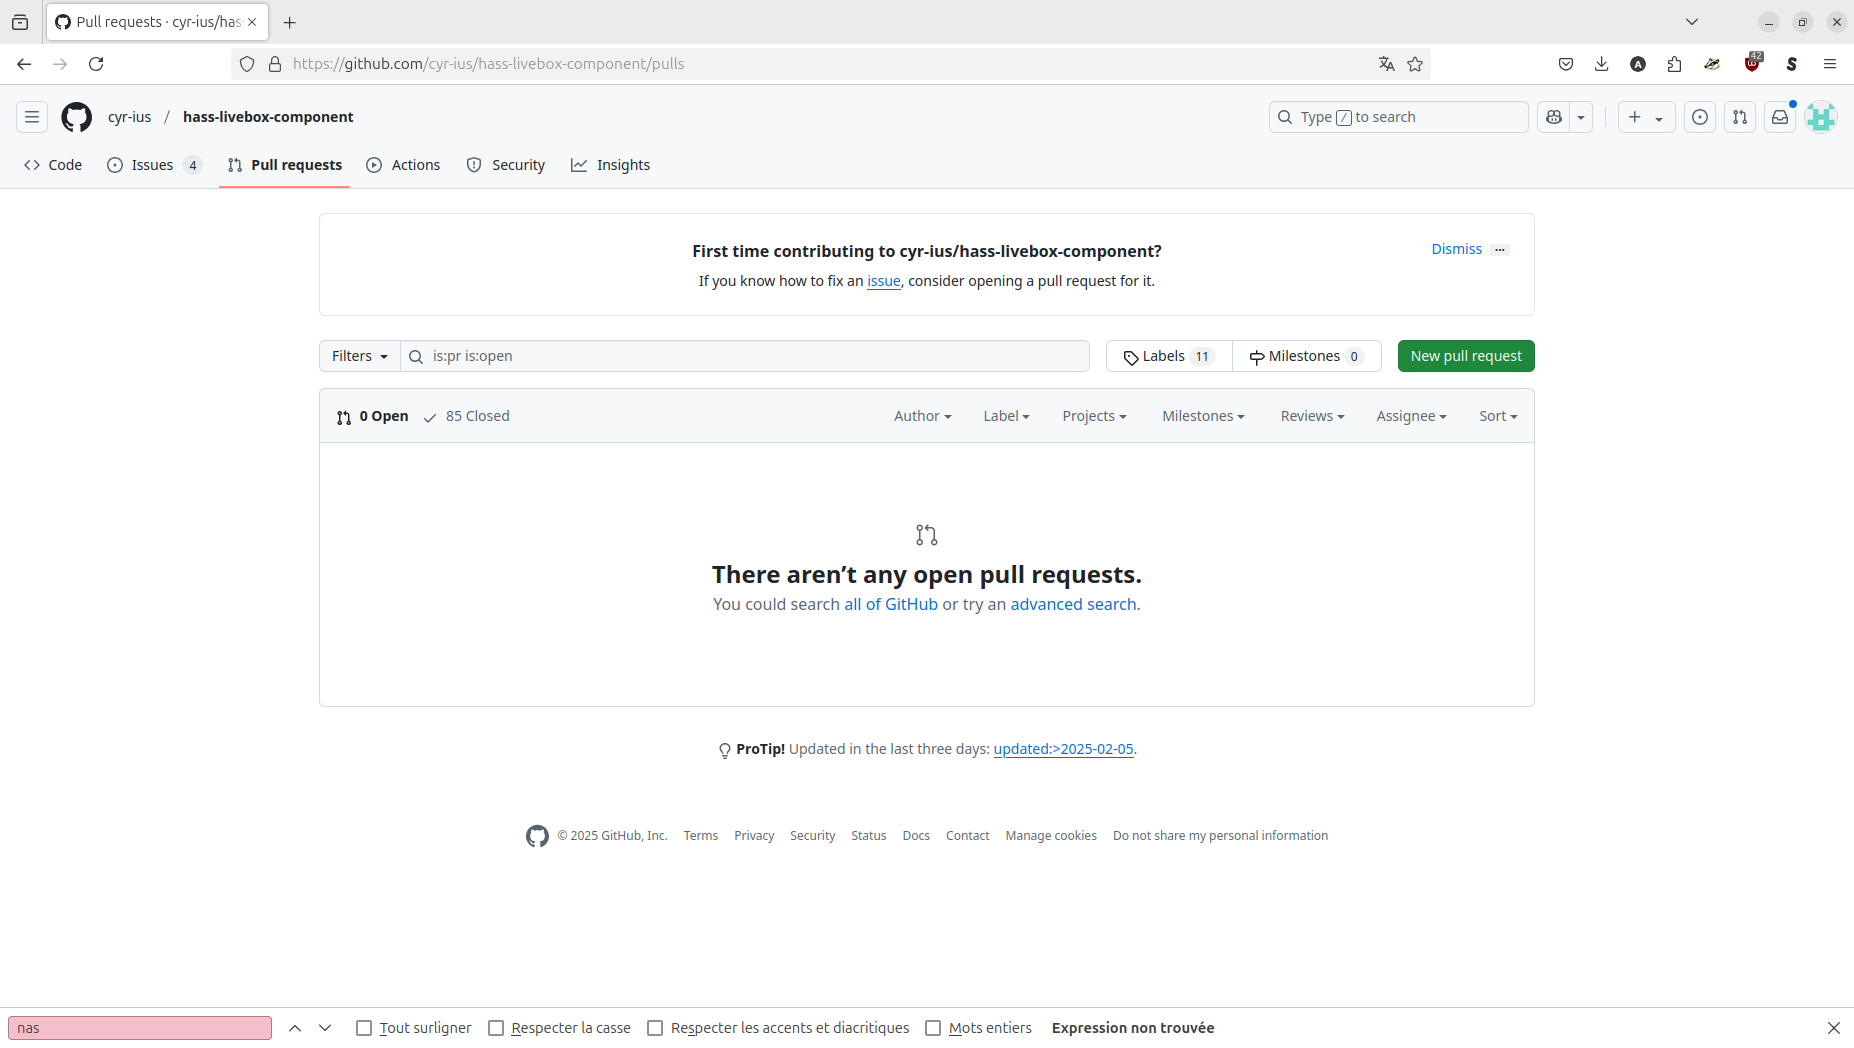 Pull requests · cyr-ius/has
https://github.com/cyr-ius/hass-livebox-component/pulls
42
cyr-ius / hass-livebox-component
Type / to search
Code Issues 4 Pull requests Actions Security Insights
First time contributing to cyr-ius/hass-livebox-component?
Dismiss
If you know how to fix an issue, consider opening a pull request for it.
Filters is:pr is:open Labels 11 Milestones 0 New pull request
0 Open 85 Closed Author Label Projects Milestones Reviews Assignee Sort
There aren’t any open pull requests.
You could search all of GitHub or try an advanced search.
ProTip! Updated in the last three days: updated:>2025-02-05.
© 2025 GitHub, Inc. Terms Privacy Security Status Docs Contact Manage cookies Do not share my personal information
nas Tout surligner Respecter la casse Respecter les accents et diacritiques Mots entiers Expression non trouvée